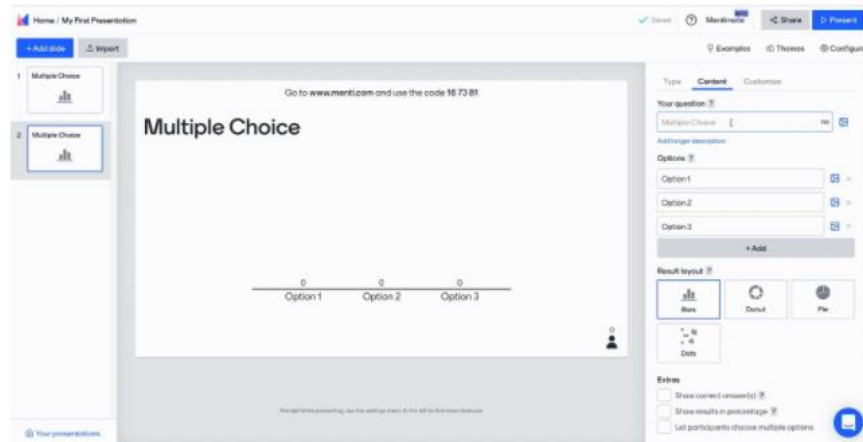 Home / My First Presentation
Saved
Mentimote
BETA
Share
Present
+ Add slide
Import
Examples
Themes
Configure
1 Multiple Choice
2 Multiple Choice
Go to www.menti.com and use the code 16 73 81
Multiple Choice
0 0 0
Option 1 Option 2 Option 3
0
Type Content Customize
Your question ?
Multiple Choice
Add longer description
Options ?
Option 1
Option 2
Option 3
+ Add
Result layout ?
Bars Donut Pie
Dots
Extras
Show correct answer(s) ?
Show results in percentage ?
Let participants choose multiple options
Your presentations